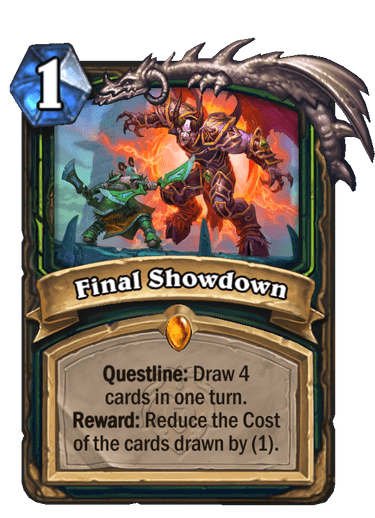 1
Final Showdown
Questline: Draw 4
cards in one turn.
Reward: Reduce the Cost
of the cards drawn by (1).